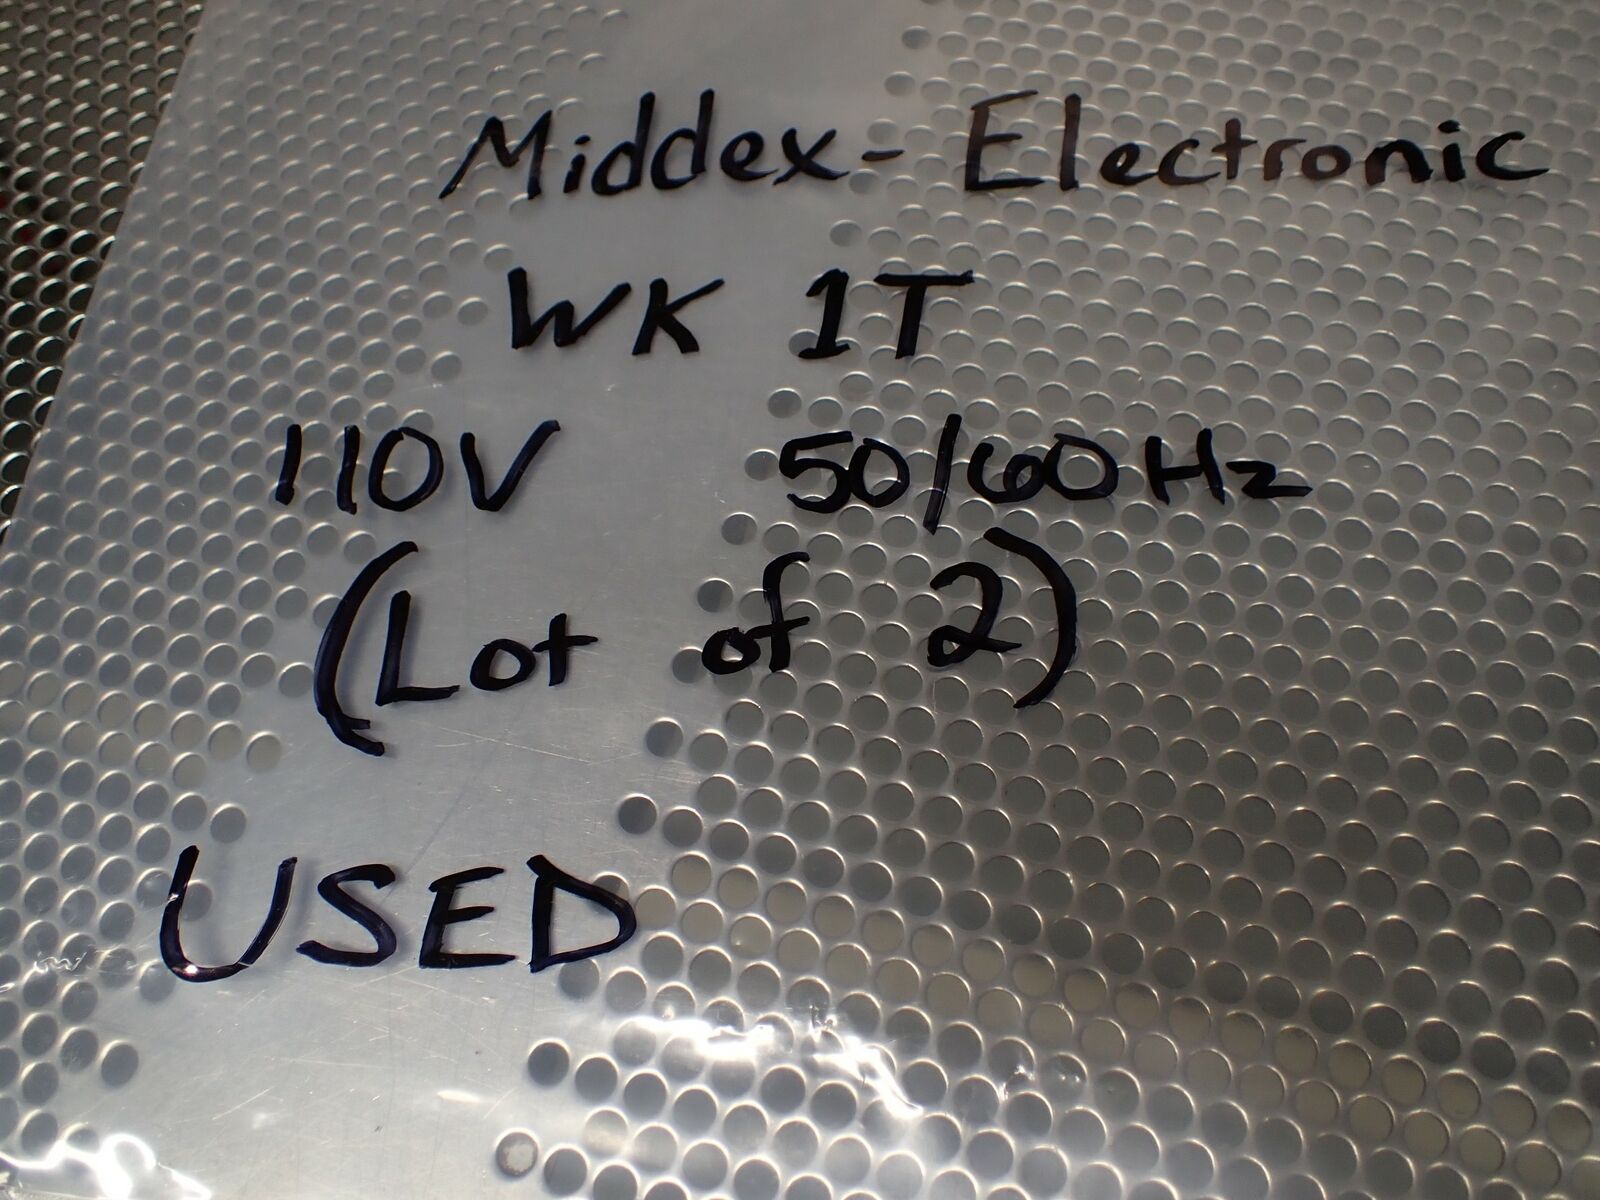 Middex-Electronic
WK 1T
110V 50/60Hz
(Lot of 2)
USED